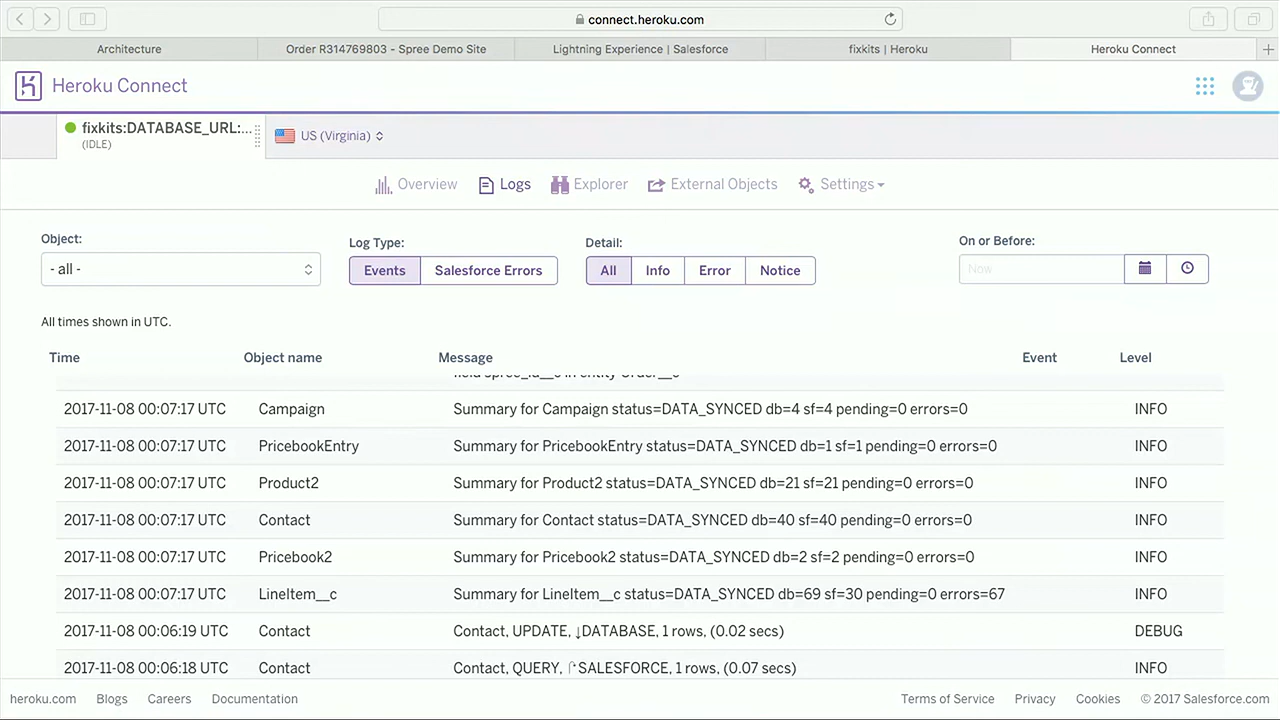 connect.heroku.com
Architecture
Order R314769803 – Spree Demo Site
Lightning Experience | Salesforce
fixkits | Heroku
Heroku Connect
Heroku Connect
fixkits:DATABASE_URL:...
(IDLE)
US (Virginia)
Overview
Logs
Explorer
External Objects
Settings
Object:
Log Type:
Detail:
On or Before:
- all -
Events
Salesforce Errors
All
Info
Error
Notice
Now
All times shown in UTC.
Time Object name Message Event Level
field spree_id__c in entity Order__c
2017-11-08 00:07:17 UTC Campaign Summary for Campaign status=DATA_SYNCED db=4 sf=4 pending=0 errors=0 INFO
2017-11-08 00:07:17 UTC PricebookEntry Summary for PricebookEntry status=DATA_SYNCED db=1 sf=1 pending=0 errors=0 INFO
2017-11-08 00:07:17 UTC Product2 Summary for Product2 status=DATA_SYNCED db=21 sf=21 pending=0 errors=0 INFO
2017-11-08 00:07:17 UTC Contact Summary for Contact status=DATA_SYNCED db=40 sf=40 pending=0 errors=0 INFO
2017-11-08 00:07:17 UTC Pricebook2 Summary for Pricebook2 status=DATA_SYNCED db=2 sf=2 pending=0 errors=0 INFO
2017-11-08 00:07:17 UTC LineItem__c Summary for LineItem__c status=DATA_SYNCED db=69 sf=30 pending=0 errors=67 INFO
2017-11-08 00:06:19 UTC Contact Contact, UPDATE, ↓DATABASE, 1 rows, (0.02 secs) DEBUG
2017-11-08 00:06:18 UTC Contact Contact, QUERY, SALESFORCE, 1 rows, (0.07 secs) INFO
heroku.com Blogs Careers Documentation Terms of Service Privacy Cookies © 2017 Salesforce.com